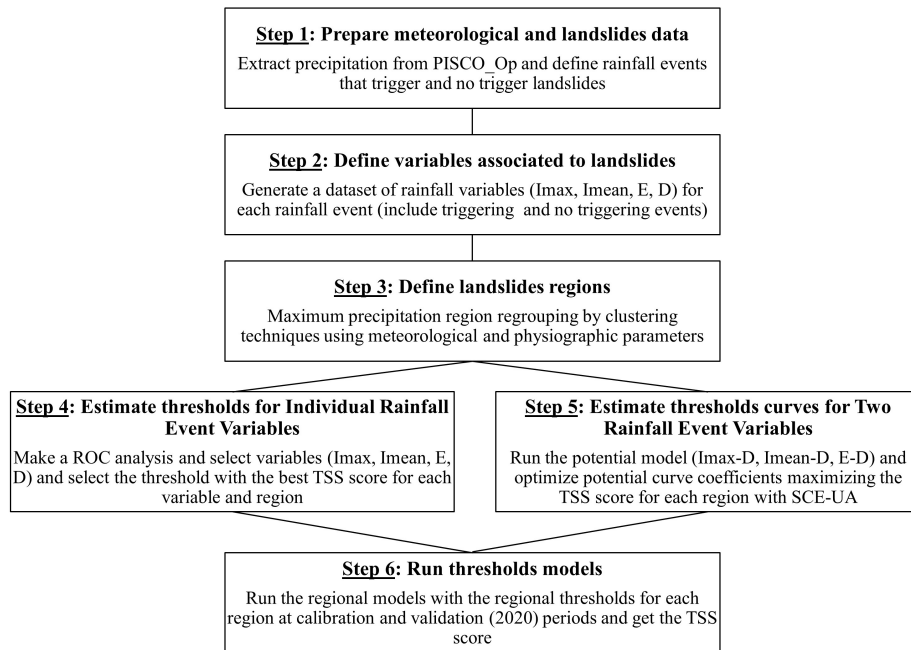 Step 1: Prepare meteorological and landslides data
Extract precipitation from PISCO_Op and define rainfall events
that trigger and no trigger landslides
Step 2: Define variables associated to landslides
Generate a dataset of rainfall variables (Imax, Imean, E, D) for
each rainfall event (include triggering and no triggering events)
Step 3: Define landslides regions
Maximum precipitation region regrouping by clustering
techniques using meteorological and physiographic parameters
Step 4: Estimate thresholds for Individual Rainfall
Event Variables
Make a ROC analysis and select variables (Imax, Imean, E,
D) and select the threshold with the best TSS score for each
variable and region
Step 5: Estimate thresholds curves for Two
Rainfall Event Variables
Run the potential model (Imax-D, Imean-D, E-D) and
optimize potential curve coefficients maximizing the
TSS score for each region with SCE-UA
Step 6: Run thresholds models
Run the regional models with the regional thresholds for each
region at calibration and validation (2020) periods and get the TSS
score